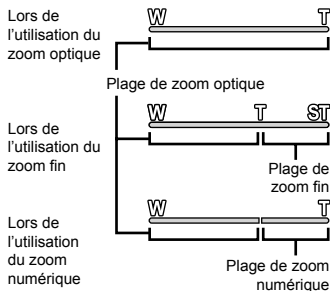 Lors de
l'utilisation du
zoom optique
W T
Plage de zoom optique
Lors de
l'utilisation du
zoom fin
W T ST
Plage de
zoom fin
Lors de
l'utilisation
du zoom
numérique
W T
Plage de zoom
numérique